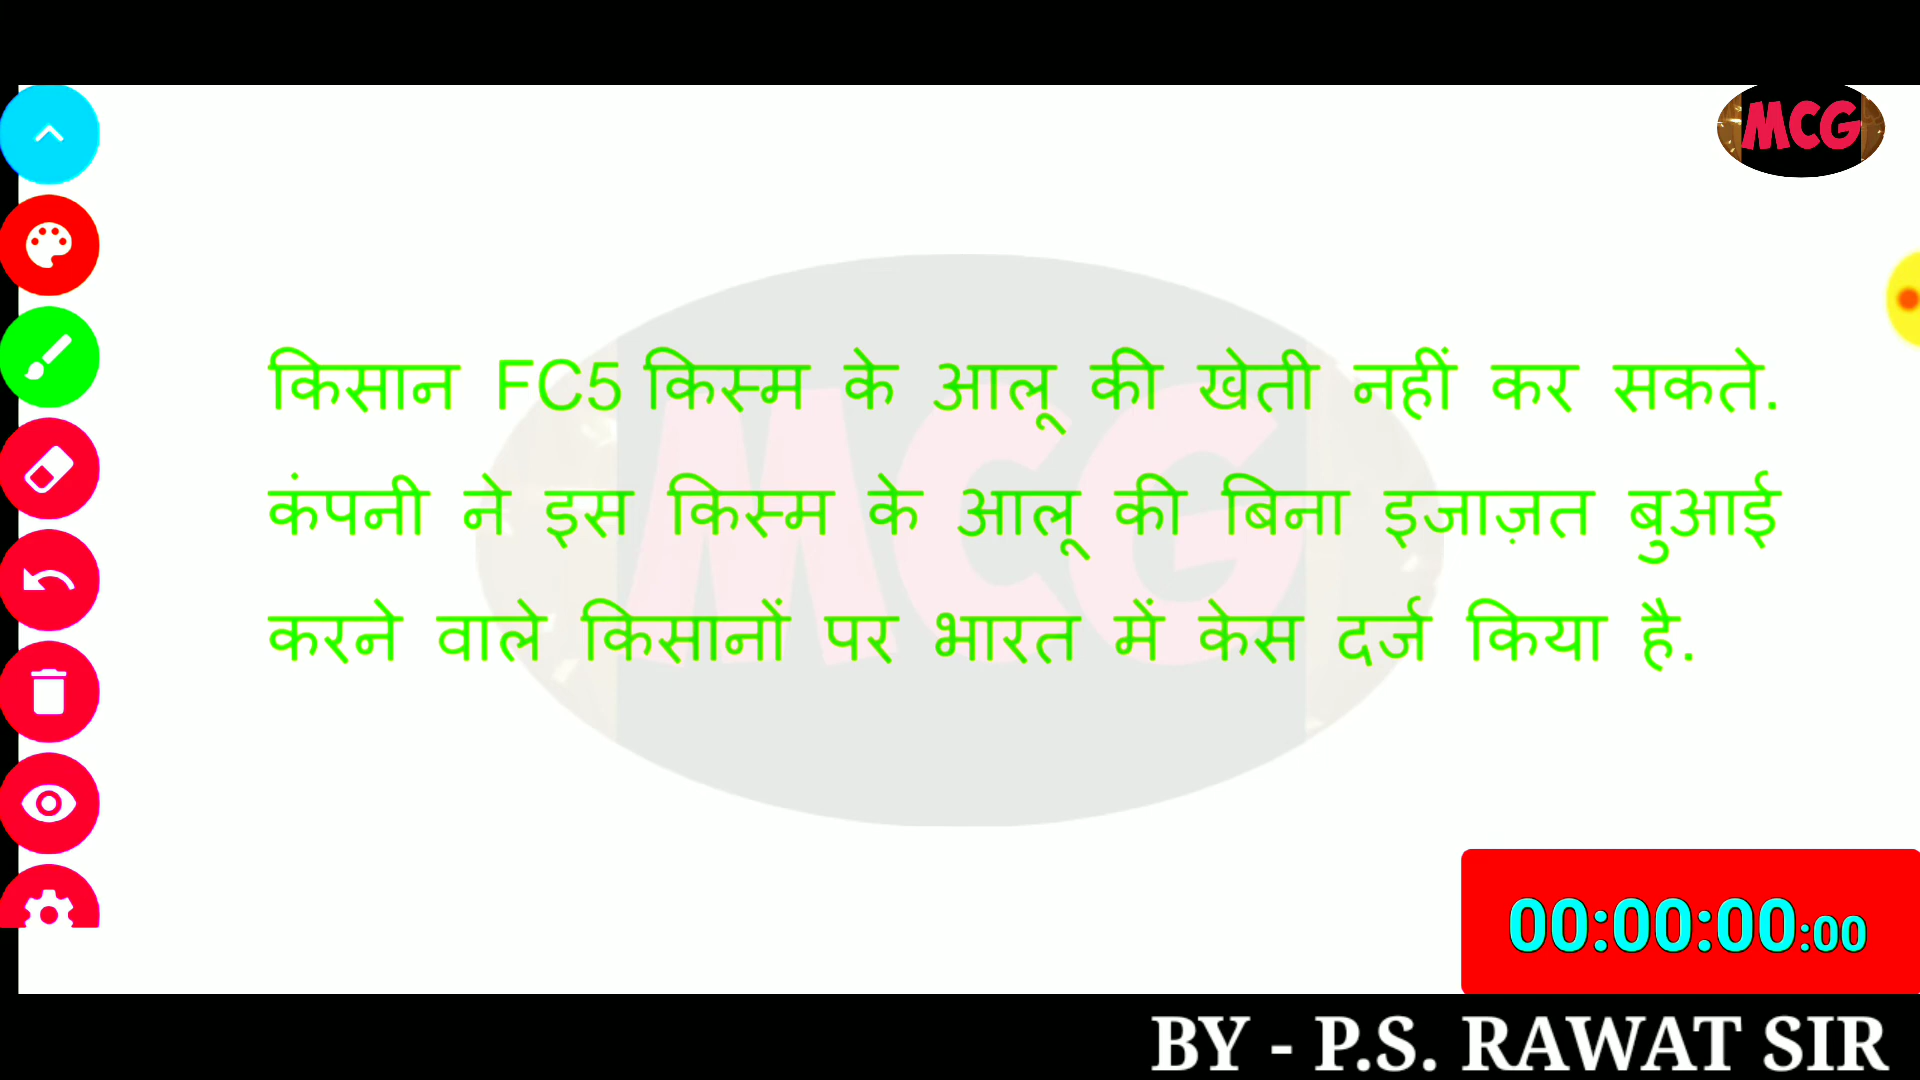 MCG
किसान FC5 किस्म के आलू की खेती नहीं कर सकते.
कंपनी ने इस किस्म के आलू की बिना इजाज़त बुआई
करने वाले किसानों पर भारत में केस दर्ज किया है.
MCG
00:00:00:00
BY - P.S. RAWAT SIR